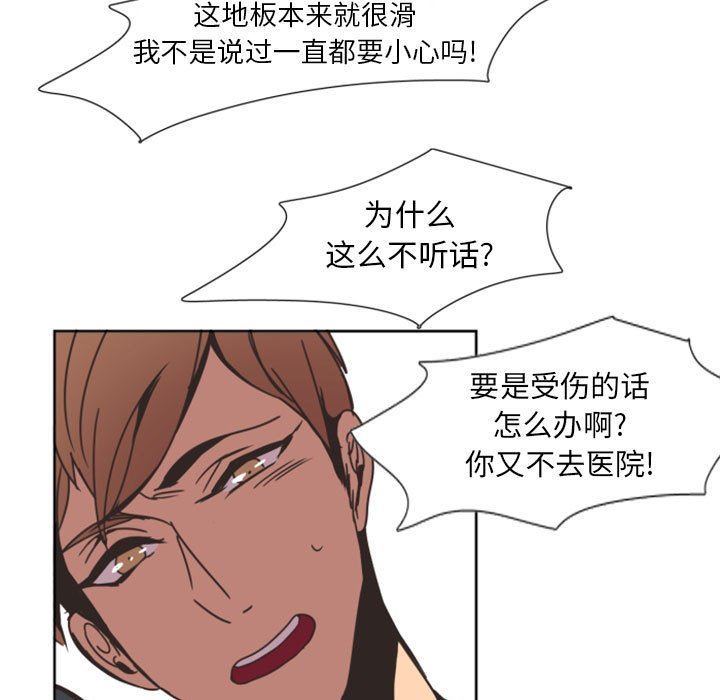 这地板本来就很滑
我不是说过一直都要小心吗!
为什么
这么不听话?
要是受伤的话
怎么办啊?
你又不去医院!